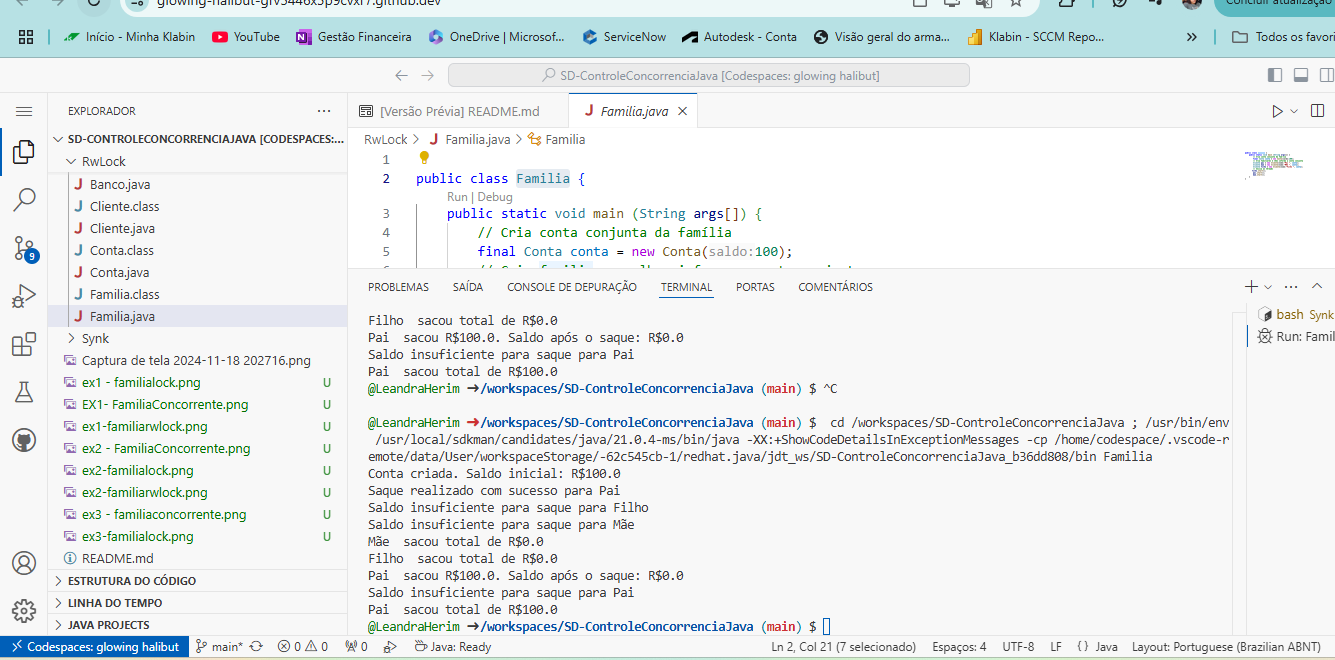 glowing-halibut-grv5446x5p9cvxr7.github.dev
Concluir atualização
Início - Minha Klabin
YouTube
Gestão Financeira
OneDrive | Microsof...
ServiceNow
Autodesk - Conta
Visão geral do arma...
Klabin - SCCM Repo...
Todos os favori
SD-ControleConcorrenciaJava [Codespaces: glowing halibut]
EXPLORADOR
SD-CONTROLECONCORRENCIAJAVA [CODESPACES:...
RwLock
Banco.java
Cliente.class
Cliente.java
Conta.class
Conta.java
Familia.class
Familia.java
Synk
Captura de tela 2024-11-18 202716.png
ex1 - familialock.png U
EX1- FamiliaConcorrente.png U
ex1-familiarwlock.png U
ex2 - FamiliaConcorrente.png U
ex2-familialock.png U
ex2-familiarwlock.png U
ex3 - familiaconcorrente.png U
ex3-familialock.png U
README.md
ESTRUTURA DO CÓDIGO
LINHA DO TEMPO
JAVA PROJECTS
9
[Versão Prévia] README.md
Familia.java
RwLock > Familia.java > Familia
1
2 public class Familia {
Run | Debug
3 public static void main (String args[]) {
4 // Cria conta conjunta da família
5 final Conta conta = new Conta(saldo:100);
PROBLEMAS
SAÍDA
CONSOLE DE DEPURAÇÃO
TERMINAL
PORTAS
COMENTÁRIOS
Filho  sacou total de R$0.0
Pai  sacou R$100.0. Saldo após o saque: R$0.0
Saldo insuficiente para saque para Pai
Pai  sacou total de R$100.0
@LeandraHerim ➜/workspaces/SD-ControleConcorrenciaJava (main) $ ^C
@LeandraHerim ➜/workspaces/SD-ControleConcorrenciaJava (main) $  cd /workspaces/SD-ControleConcorrenciaJava ; /usr/bin/env
/usr/local/sdkman/candidates/java/21.0.4-ms/bin/java -XX:+ShowCodeDetailsInExceptionMessages -cp /home/codespace/.vscode-r
emote/data/User/workspaceStorage/-62c545cb-1/redhat.java/jdt_ws/SD-ControleConcorrenciaJava_b36dd808/bin Familia
Conta criada. Saldo inicial: R$100.0
Saque realizado com sucesso para Pai
Saldo insuficiente para saque para Filho
Saldo insuficiente para saque para Mãe
Mãe  sacou total de R$0.0
Filho  sacou total de R$0.0
Pai  sacou R$100.0. Saldo após o saque: R$0.0
Saldo insuficiente para saque para Pai
Pai  sacou total de R$100.0
@LeandraHerim ➜/workspaces/SD-ControleConcorrenciaJava (main) $
bash Synk
Run: Famil
Codespaces: glowing halibut
main*
0
0
0
Java: Ready
Ln 2, Col 21 (7 selecionado)
Espaços: 4
UTF-8
LF
{ } Java
Layout: Portuguese (Brazilian ABNT)